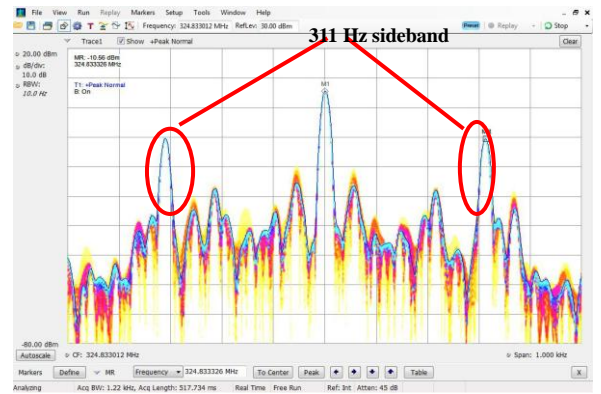 File View Run Replay Markers Setup Tools Window Help
Frequency: 324.833012 MHz RefLev: 30.00 dBm Preset Replay Stop
Trace1 Show +Peak Normal Clear
311 Hz sideband
20.00 dBm
dB/div:
10.0 dB
RBW:
10.0 Hz
MR: -10.56 dBm
324.833326 MHz
T1: +Peak Normal
B: On
M1
-80.00 dBm
Autoscale CF: 324.833012 MHz Span: 1.000 kHz
Markers Define MR Frequency 324.833326 MHz To Center Peak Table X
Analyzing Acq BW: 1.22 kHz, Acq Length: 517.734 ms Real Time Free Run Ref: Int Atten: 45 dB